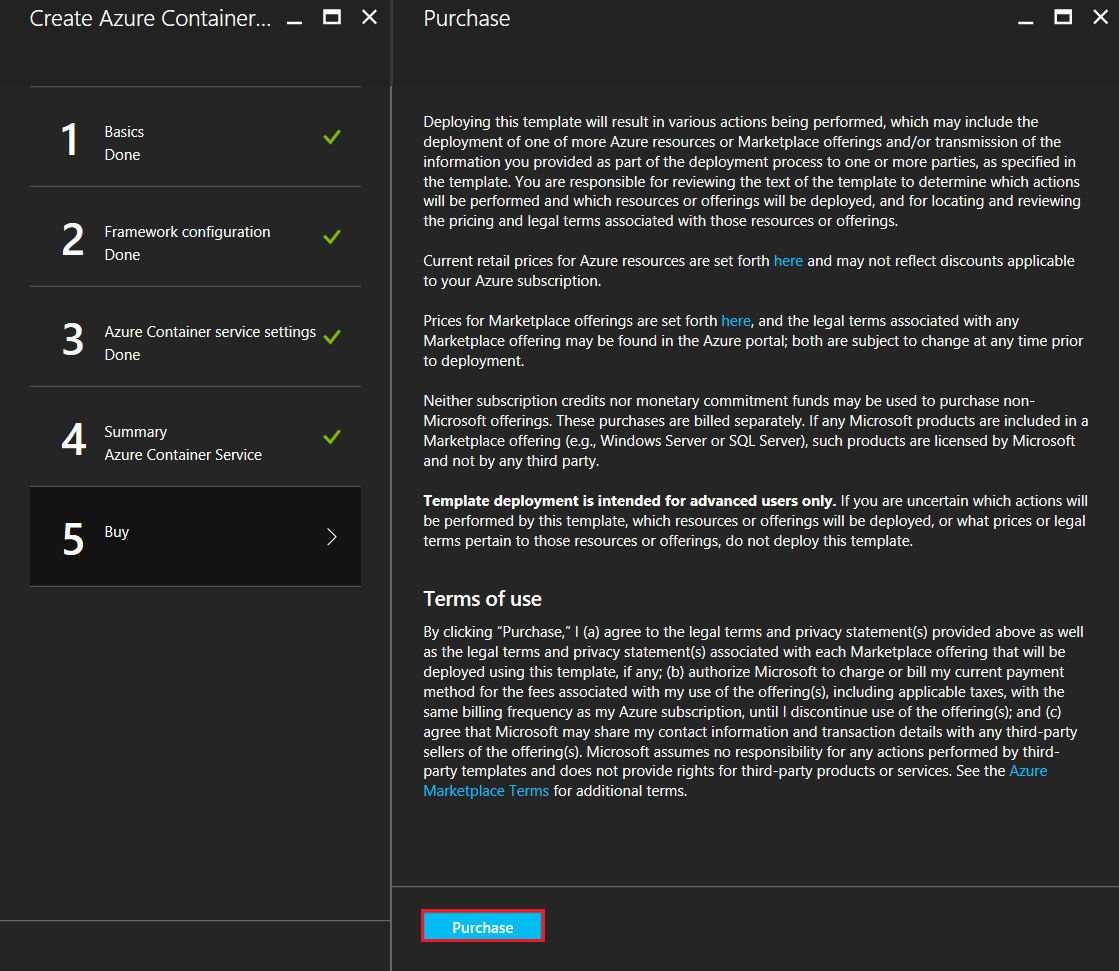 Create Azure Container...
Purchase
1
Basics
Done
2
Framework configuration
Done
3
Azure Container service settings
Done
4
Summary
Azure Container Service
5
Buy
Deploying this template will result in various actions being performed, which may include the
deployment of one of more Azure resources or Marketplace offerings and/or transmission of the
information you provided as part of the deployment process to one or more parties, as specified in
the template. You are responsible for reviewing the text of the template to determine which actions
will be performed and which resources or offerings will be deployed, and for locating and reviewing
the pricing and legal terms associated with those resources or offerings.
Current retail prices for Azure resources are set forth here and may not reflect discounts applicable
to your Azure subscription.
Prices for Marketplace offerings are set forth here, and the legal terms associated with any
Marketplace offering may be found in the Azure portal; both are subject to change at any time prior
to deployment.
Neither subscription credits nor monetary commitment funds may be used to purchase non-
Microsoft offerings. These purchases are billed separately. If any Microsoft products are included in a
Marketplace offering (e.g., Windows Server or SQL Server), such products are licensed by Microsoft
and not by any third party.
Template deployment is intended for advanced users only. If you are uncertain which actions will
be performed by this template, which resources or offerings will be deployed, or what prices or legal
terms pertain to those resources or offerings, do not deploy this template.
Terms of use
By clicking “Purchase,” I (a) agree to the legal terms and privacy statement(s) provided above as well
as the legal terms and privacy statement(s) associated with each Marketplace offering that will be
deployed using this template, if any; (b) authorize Microsoft to charge or bill my current payment
method for the fees associated with my use of the offering(s), including applicable taxes, with the
same billing frequency as my Azure subscription, until I discontinue use of the offering(s); and (c)
agree that Microsoft may share my contact information and transaction details with any third-party
sellers of the offering(s). Microsoft assumes no responsibility for any actions performed by third-
party templates and does not provide rights for third-party products or services. See the Azure
Marketplace Terms for additional terms.
Purchase